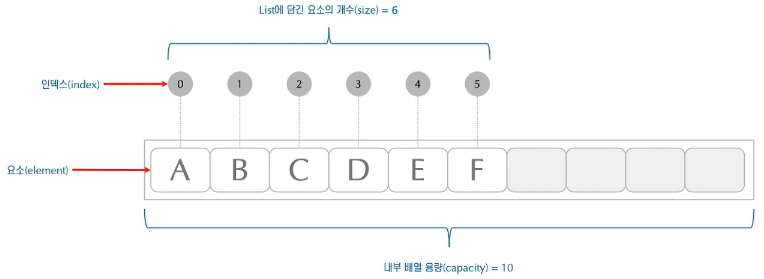 List에 담긴 요소의 개수(size) = 6
인덱스(index) 0 1 2 3 4 5
요소(element) A B C D E F
내부 배열 용량(capacity) = 10